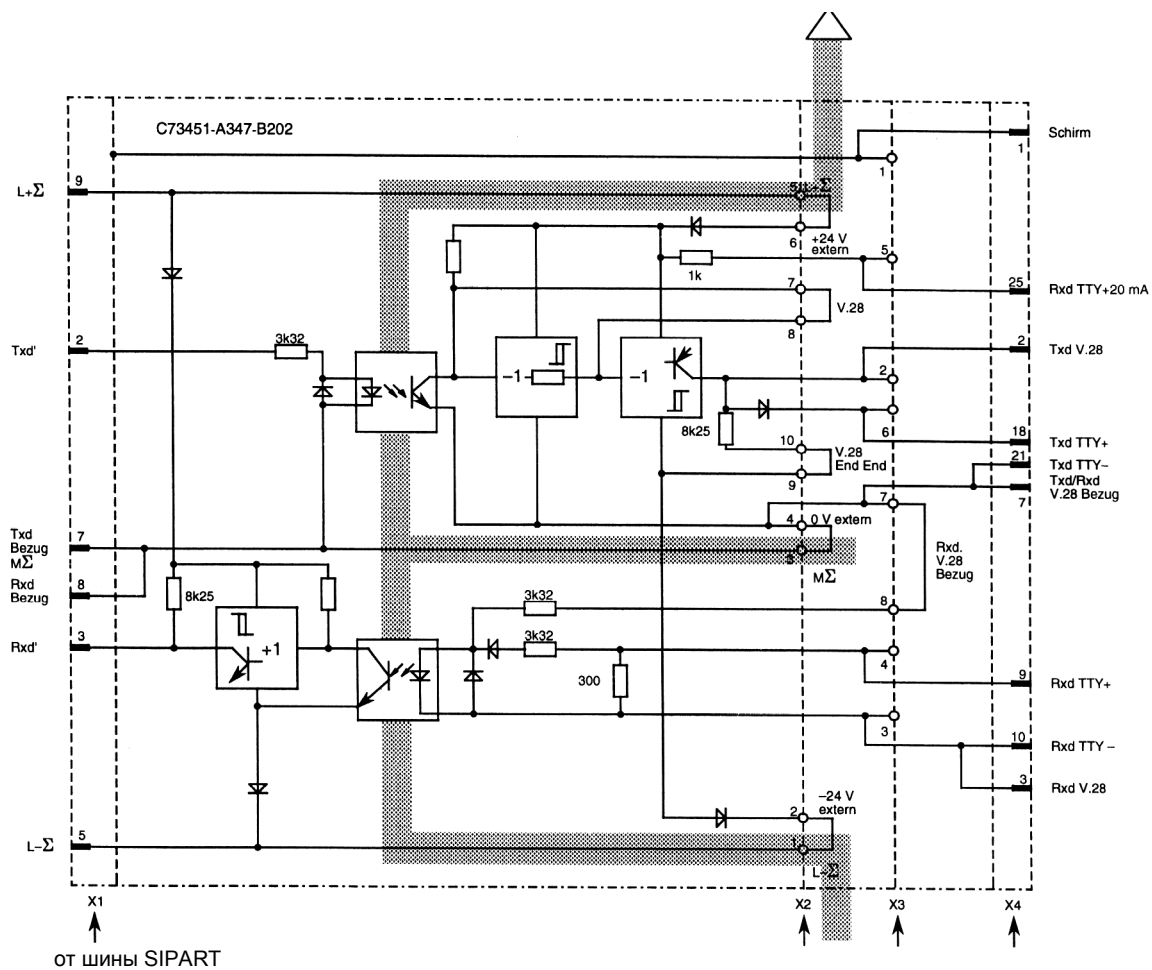 C73451-A347-B202
Schirm
1
1
9
L+Σ
5
L+Σ
6
+24 V
extern
5
1k
25
Rxd TTY+20 mA
7
V.28
8
Txd'
2
3k32
2
Txd V.28
2
−1
−1
8k25
6
18
Txd TTY+
10
V.28
End End
9
21
Txd TTY−
Txd/Rxd
V.28 Bezug
7
7
4
0 V extern
Txd
Bezug
MΣ
7
3
MΣ
Rxd.
V.28
Bezug
Rxd
Bezug
8
8k25
3k32
8
Rxd'
3
+1
3k32
4
300
9
Rxd TTY+
3
10
Rxd TTY −
3
Rxd V.28
−24 V
extern
2
L−Σ
5
1
L−Σ
X1
X2
X3
X4
от шины SIPART